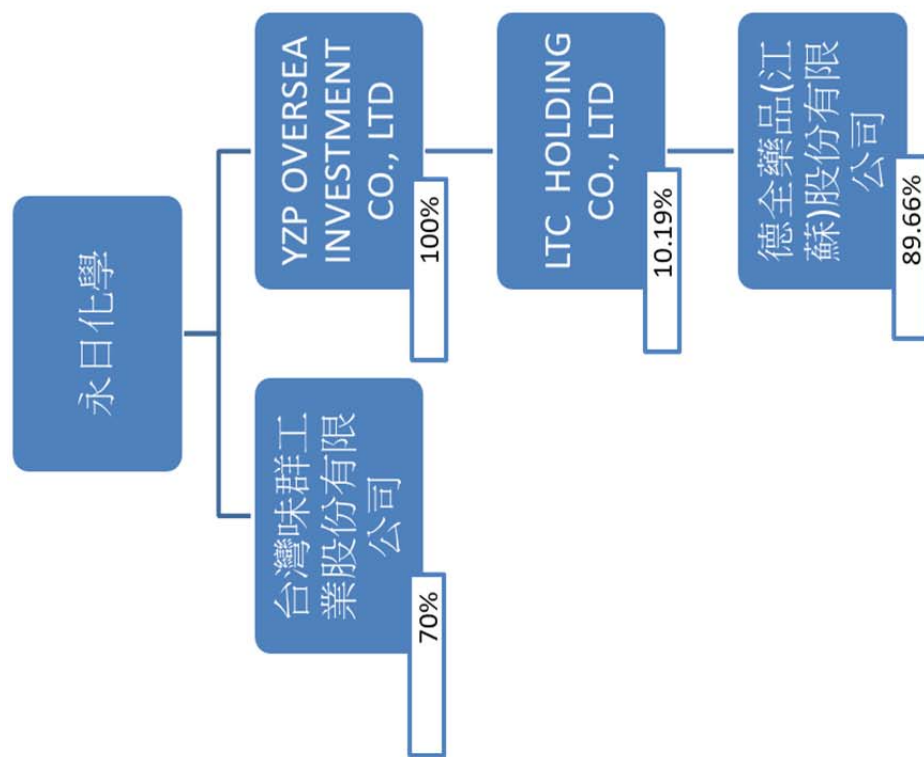 永日化學
台灣味群工
業股份有限
公司
70%
YZP OVERSEA
INVESTMENT
CO., LTD
100%
LTC HOLDING
CO., LTD
10.19%
德全藥品(江
蘇)股份有限
公司
89.66%